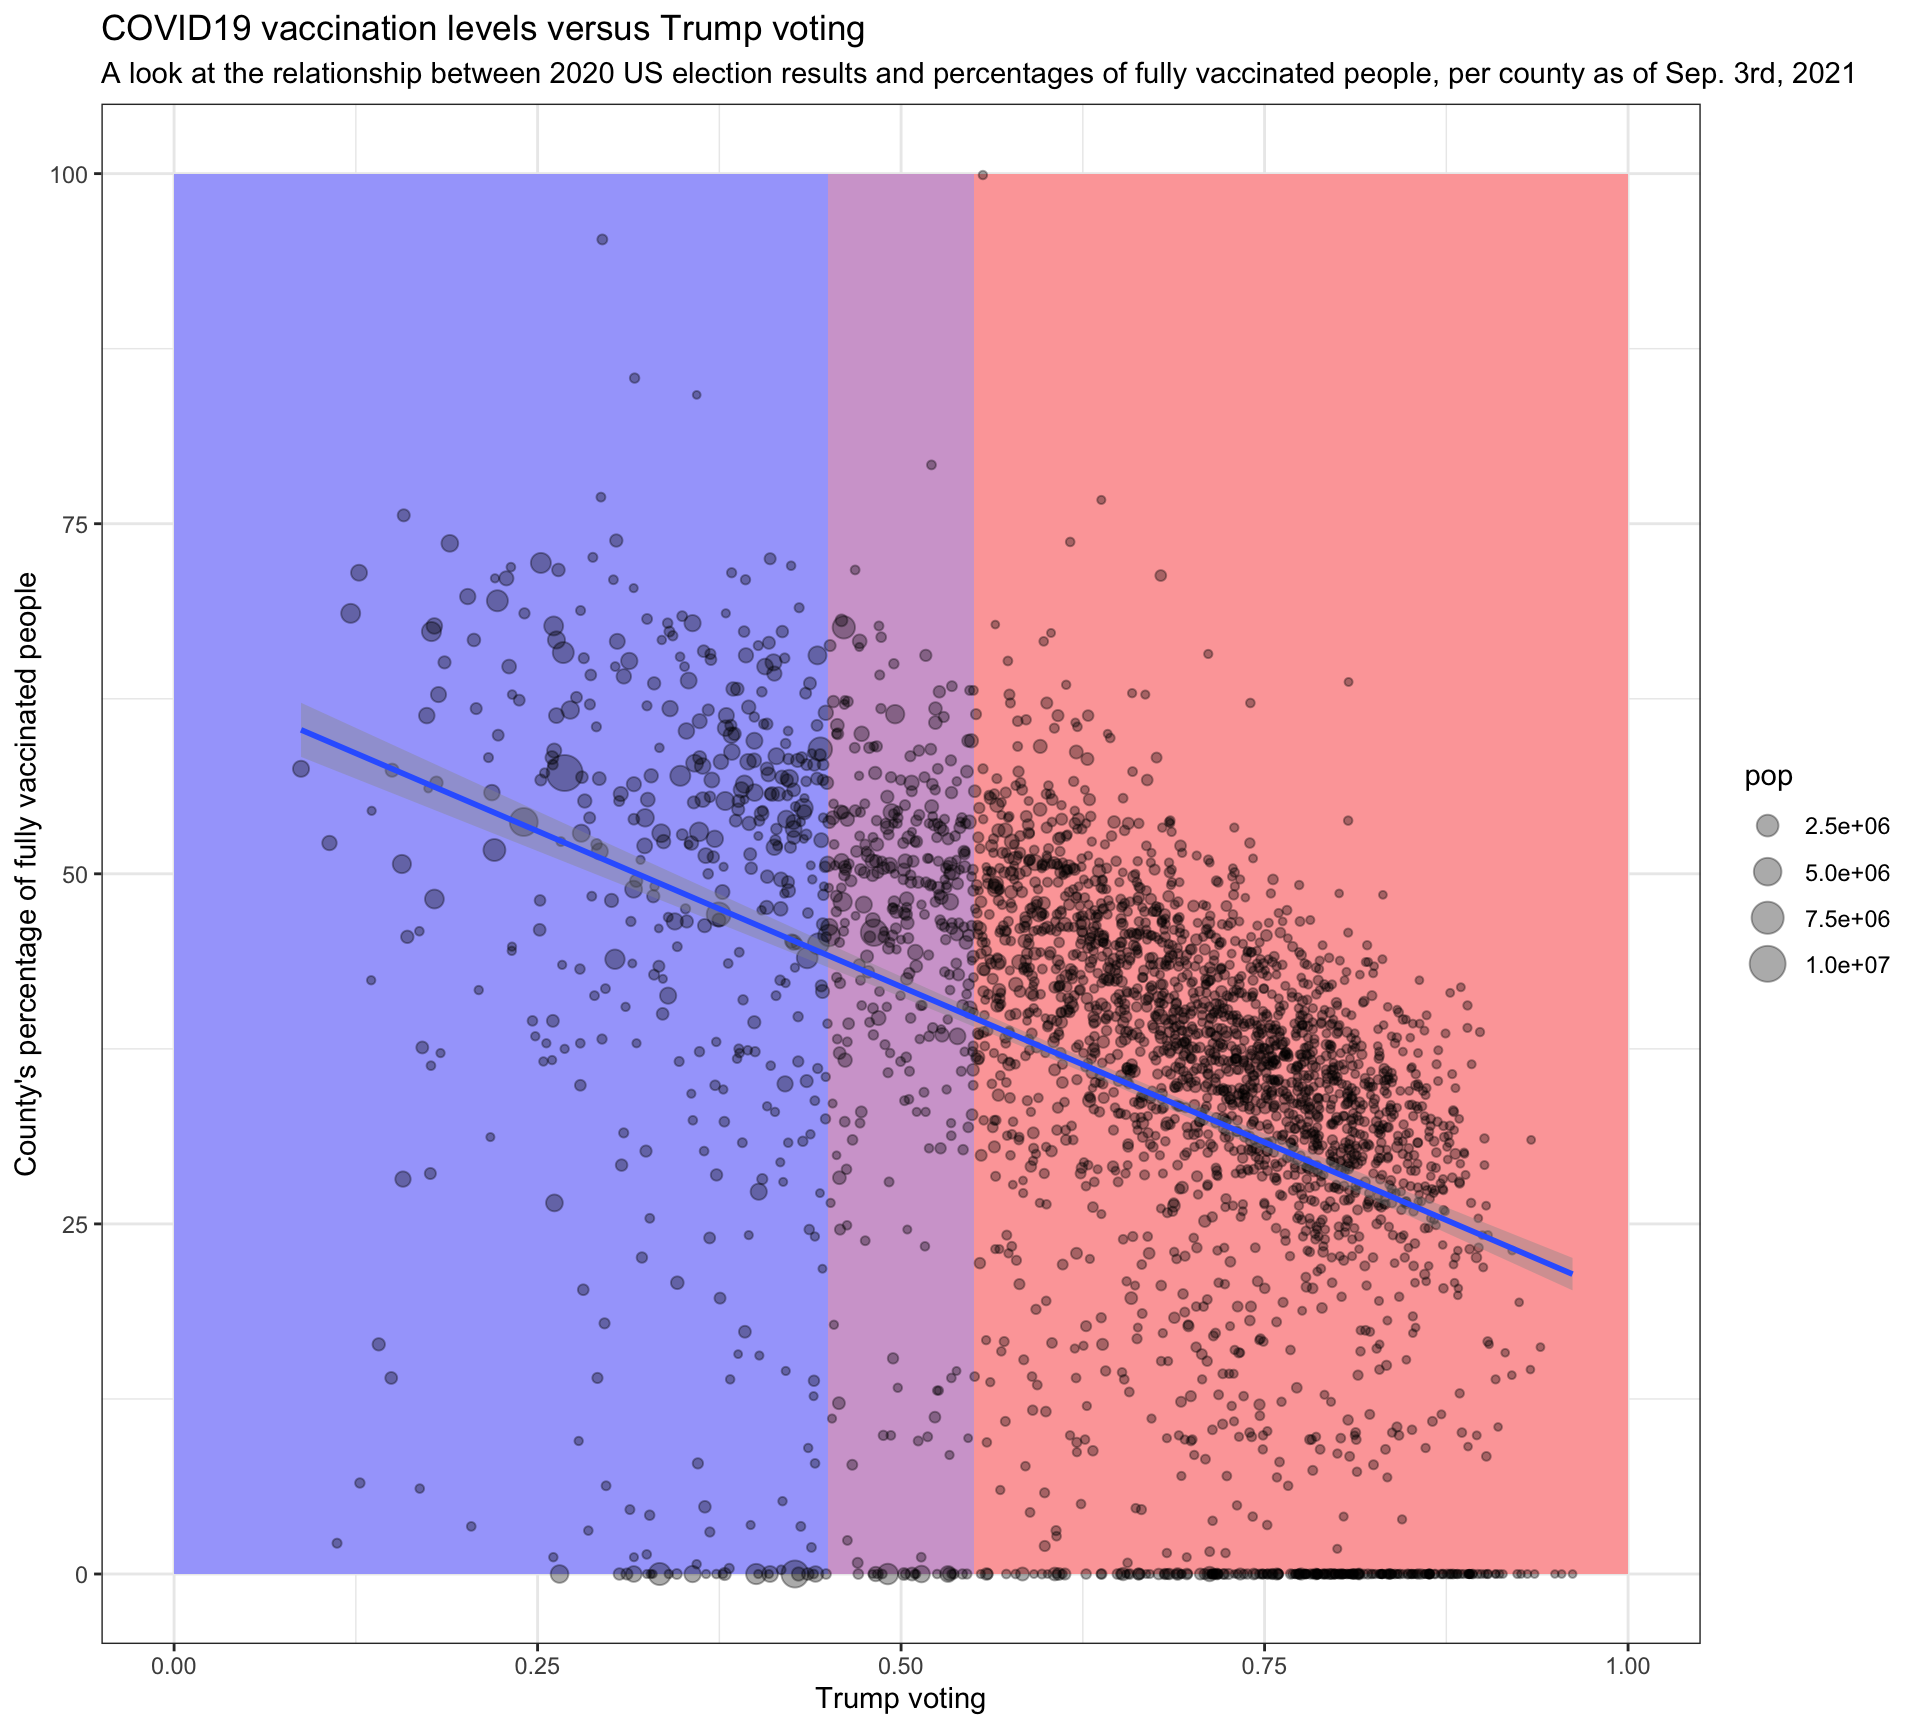 COVID19 vaccination levels versus Trump voting
A look at the relationship between 2020 US election results and percentages of fully vaccinated people, per county as of Sep. 3rd, 2021
County's percentage of fully vaccinated people
100
75
50
25
0
0.00
0.25
0.50
0.75
1.00
Trump voting
pop
2.5e+06
5.0e+06
7.5e+06
1.0e+07